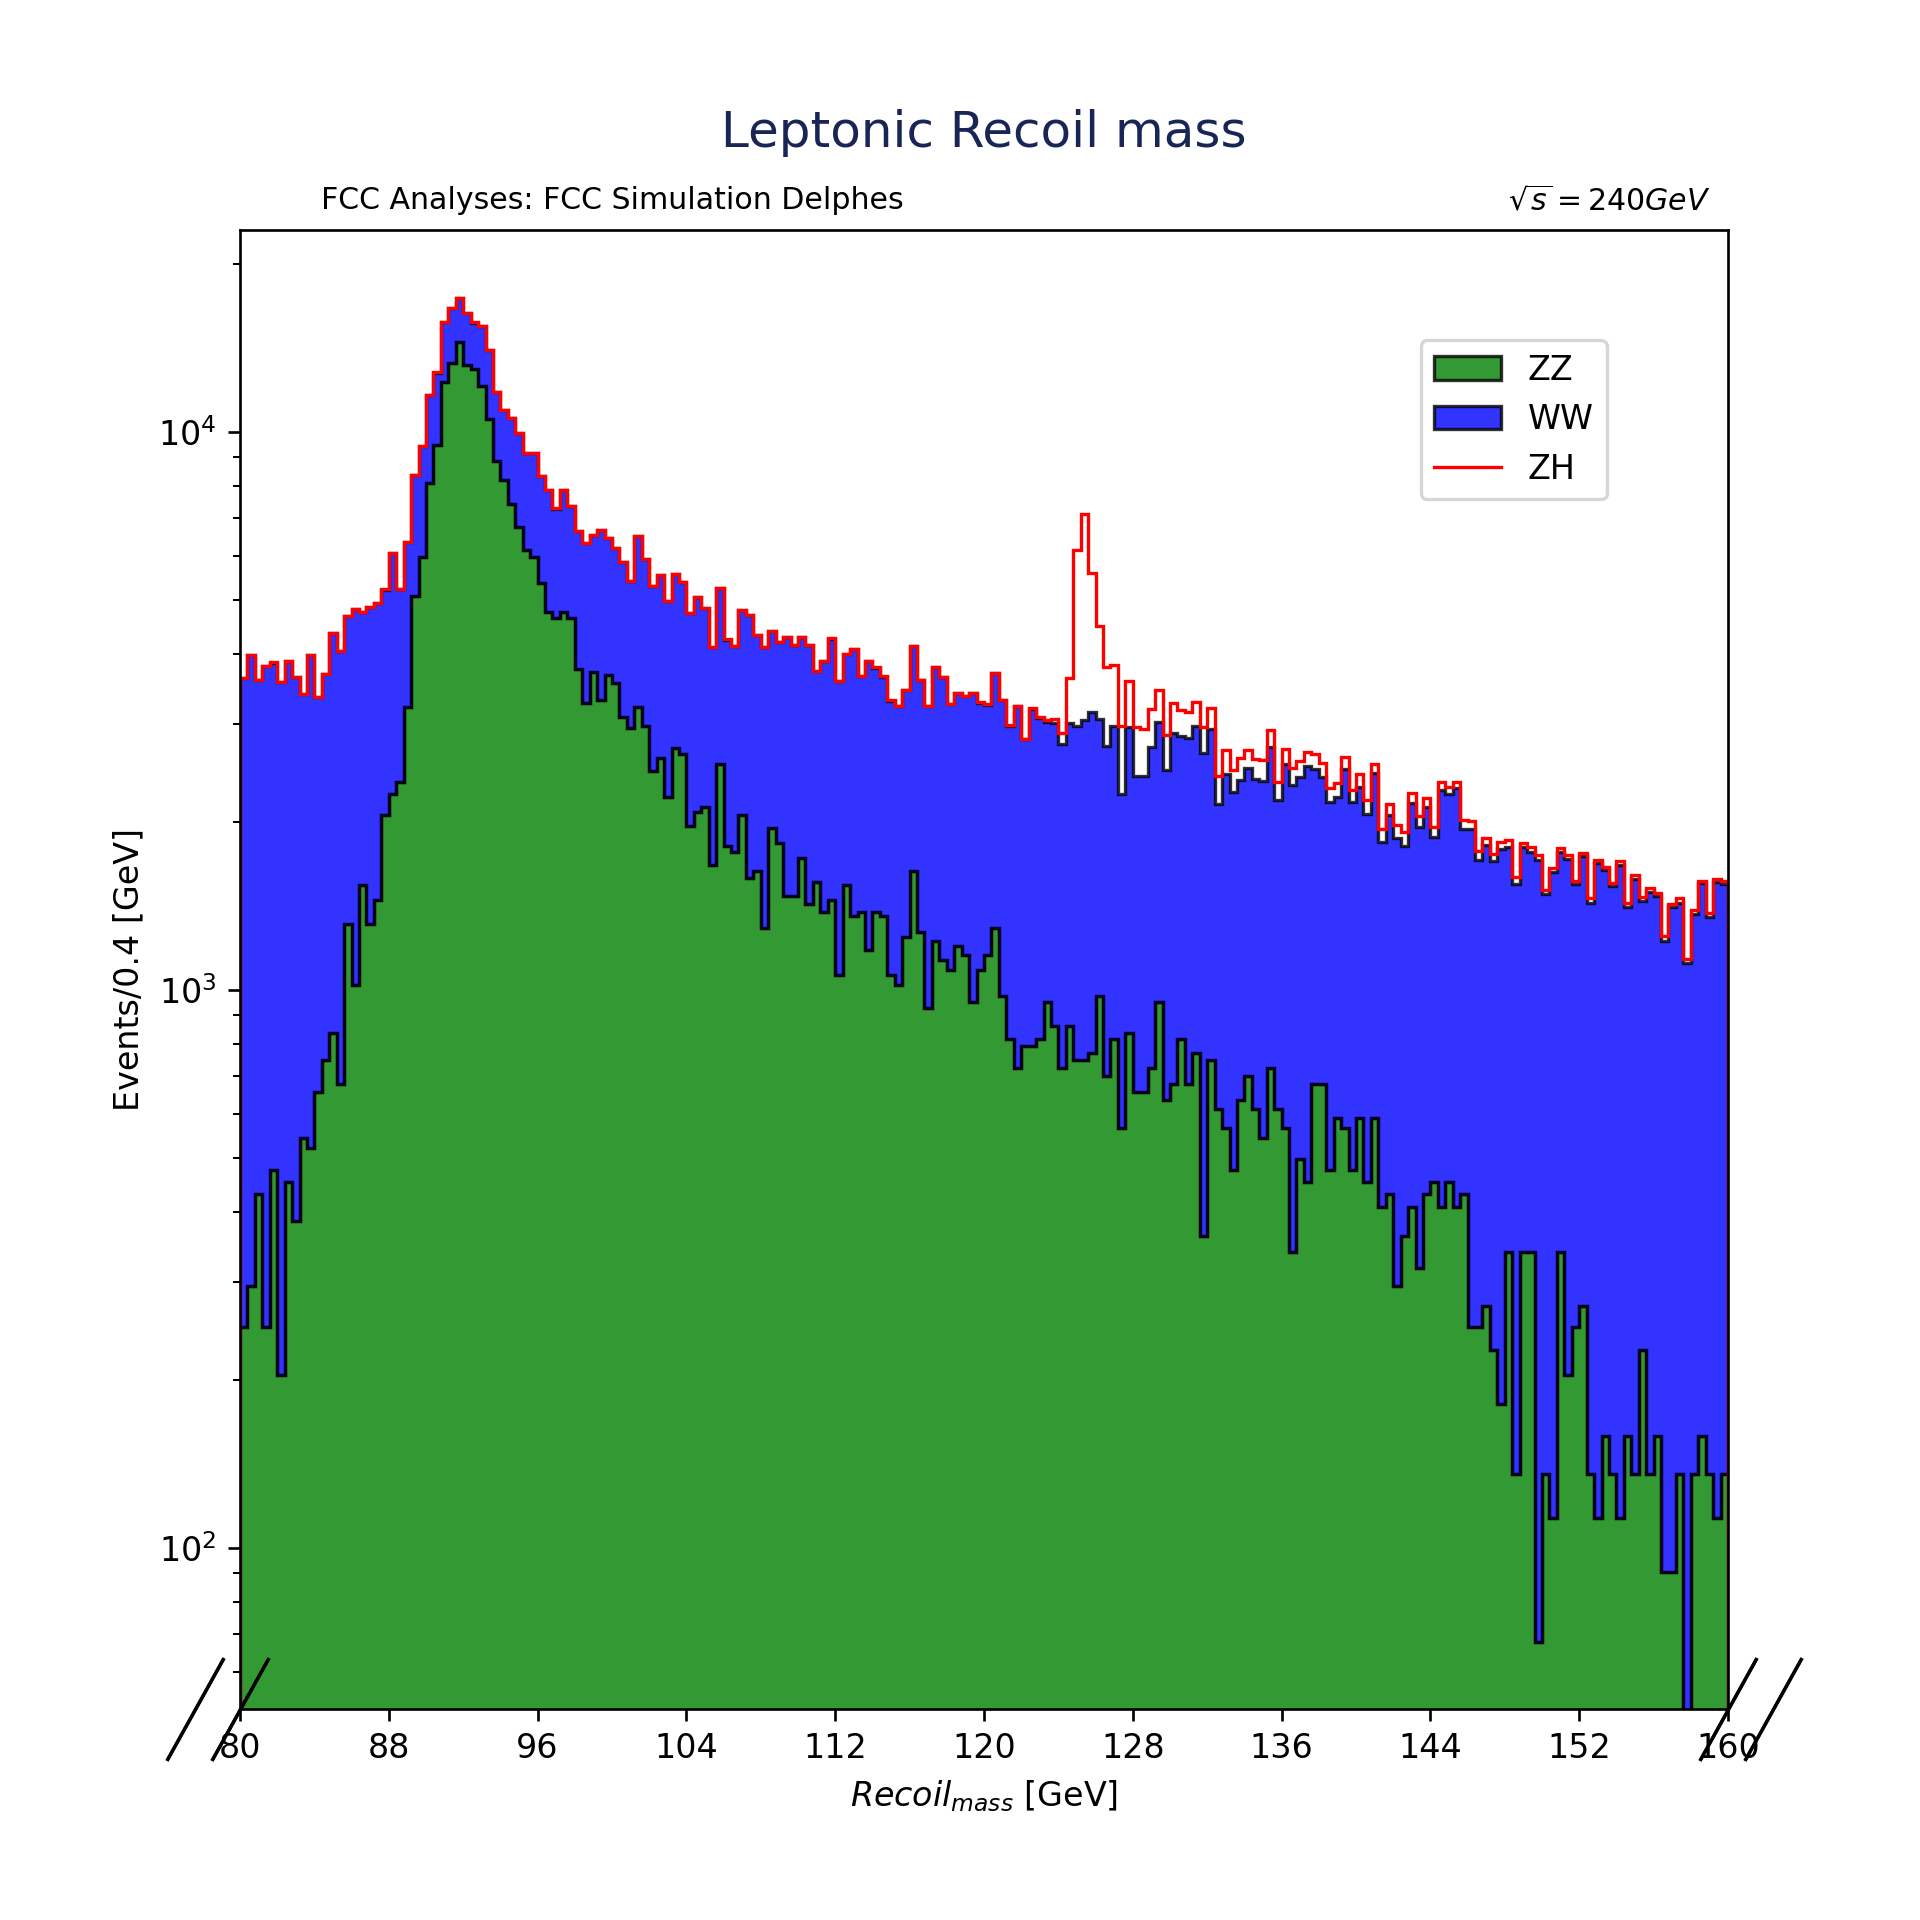 Leptonic Recoil mass
FCC Analyses: FCC Simulation Delphes
√s = 240GeV
ZZ
WW
ZH
10⁴
10³
10²
Events/0.4 [GeV]
80 88 96 104 112 120 128 136 144 152 160
Recoilₘₐₛₛ [GeV]